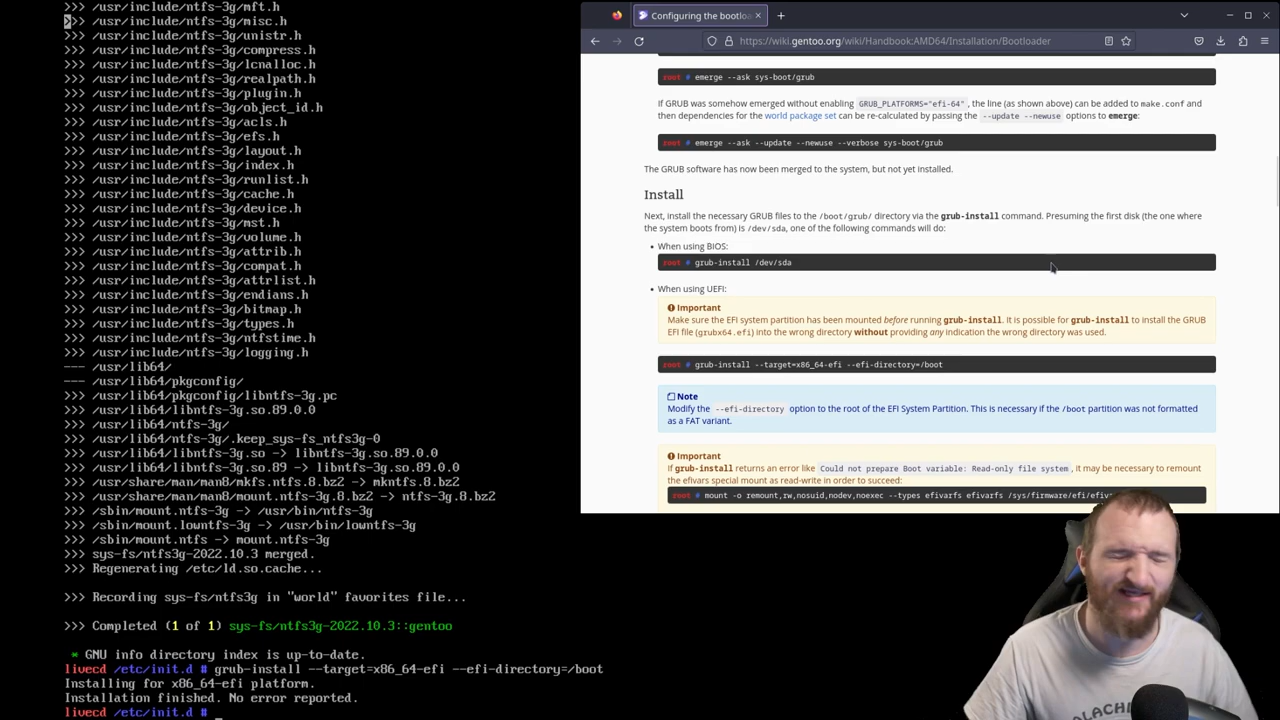 >>> /usr/include/ntfs-3g/mft.h
>>> /usr/include/ntfs-3g/misc.h
>>> /usr/include/ntfs-3g/unistr.h
>>> /usr/include/ntfs-3g/compress.h
>>> /usr/include/ntfs-3g/lcnalloc.h
>>> /usr/include/ntfs-3g/realpath.h
>>> /usr/include/ntfs-3g/plugin.h
>>> /usr/include/ntfs-3g/object_id.h
>>> /usr/include/ntfs-3g/acls.h
>>> /usr/include/ntfs-3g/efs.h
>>> /usr/include/ntfs-3g/layout.h
>>> /usr/include/ntfs-3g/index.h
>>> /usr/include/ntfs-3g/runlist.h
>>> /usr/include/ntfs-3g/cache.h
>>> /usr/include/ntfs-3g/device.h
>>> /usr/include/ntfs-3g/mst.h
>>> /usr/include/ntfs-3g/volume.h
>>> /usr/include/ntfs-3g/attrib.h
>>> /usr/include/ntfs-3g/compat.h
>>> /usr/include/ntfs-3g/attrlist.h
>>> /usr/include/ntfs-3g/endians.h
>>> /usr/include/ntfs-3g/bitmap.h
>>> /usr/include/ntfs-3g/types.h
>>> /usr/include/ntfs-3g/ntfstime.h
>>> /usr/include/ntfs-3g/logging.h
--- /usr/lib64/
--- /usr/lib64/pkgconfig/
>>> /usr/lib64/pkgconfig/libntfs-3g.pc
>>> /usr/lib64/libntfs-3g.so.89.0.0
>>> /usr/lib64/ntfs-3g/
>>> /usr/lib64/ntfs-3g/.keep_sys-fs_ntfs3g-0
>>> /usr/lib64/libntfs-3g.so -> libntfs-3g.so.89.0.0
>>> /usr/lib64/libntfs-3g.so.89 -> libntfs-3g.so.89.0.0
>>> /usr/share/man/man8/mkfs.ntfs.8.bz2 -> mkntfs.8.bz2
>>> /usr/share/man/man8/mount.ntfs-3g.8.bz2 -> ntfs-3g.8.bz2
>>> /sbin/mount.ntfs-3g -> /usr/bin/ntfs-3g
>>> /sbin/mount.lowntfs-3g -> /usr/bin/lowntfs-3g
>>> /sbin/mount.ntfs -> mount.ntfs-3g
>>> sys-fs/ntfs3g-2022.10.3 merged.
>>> Regenerating /etc/ld.so.cache...
>>> Recording sys-fs/ntfs3g in "world" favorites file...
>>> Completed (1 of 1) sys-fs/ntfs3g-2022.10.3::gentoo
* GNU info directory index is up-to-date.
livecd /etc/init.d # grub-install --target=x86_64-efi --efi-directory=/boot
Installing for x86_64-efi platform.
Installation finished. No error reported.
livecd /etc/init.d #
Configuring the bootloa
https://wiki.gentoo.org/wiki/Handbook:AMD64/Installation/Bootloader
root # emerge --ask sys-boot/grub
If GRUB was somehow emerged without enabling GRUB_PLATFORMS="efi-64", the line (as shown above) can be added to make.conf and
then dependencies for the world package set can be re-calculated by passing the --update --newuse options to emerge:
root # emerge --ask --update --newuse --verbose sys-boot/grub
The GRUB software has now been merged to the system, but not yet installed.
Install
Next, install the necessary GRUB files to the /boot/grub/ directory via the grub-install command. Presuming the first disk (the one where
the system boots from) is /dev/sda, one of the following commands will do:
• When using BIOS:
root # grub-install /dev/sda
• When using UEFI:
Important
Make sure the EFI system partition has been mounted before running grub-install. It is possible for grub-install to install the GRUB
EFI file (grubx64.efi) into the wrong directory without providing any indication the wrong directory was used.
root # grub-install --target=x86_64-efi --efi-directory=/boot
Note
Modify the --efi-directory option to the root of the EFI System Partition. This is necessary if the /boot partition was not formatted
as a FAT variant.
Important
If grub-install returns an error like Could not prepare Boot variable: Read-only file system, it may be necessary to remount
the efivars special mount as read-write in order to succeed:
root # mount -o remount,rw,nosuid,nodev,noexec --types efivarfs efivarfs /sys/firmware/efi/efiva